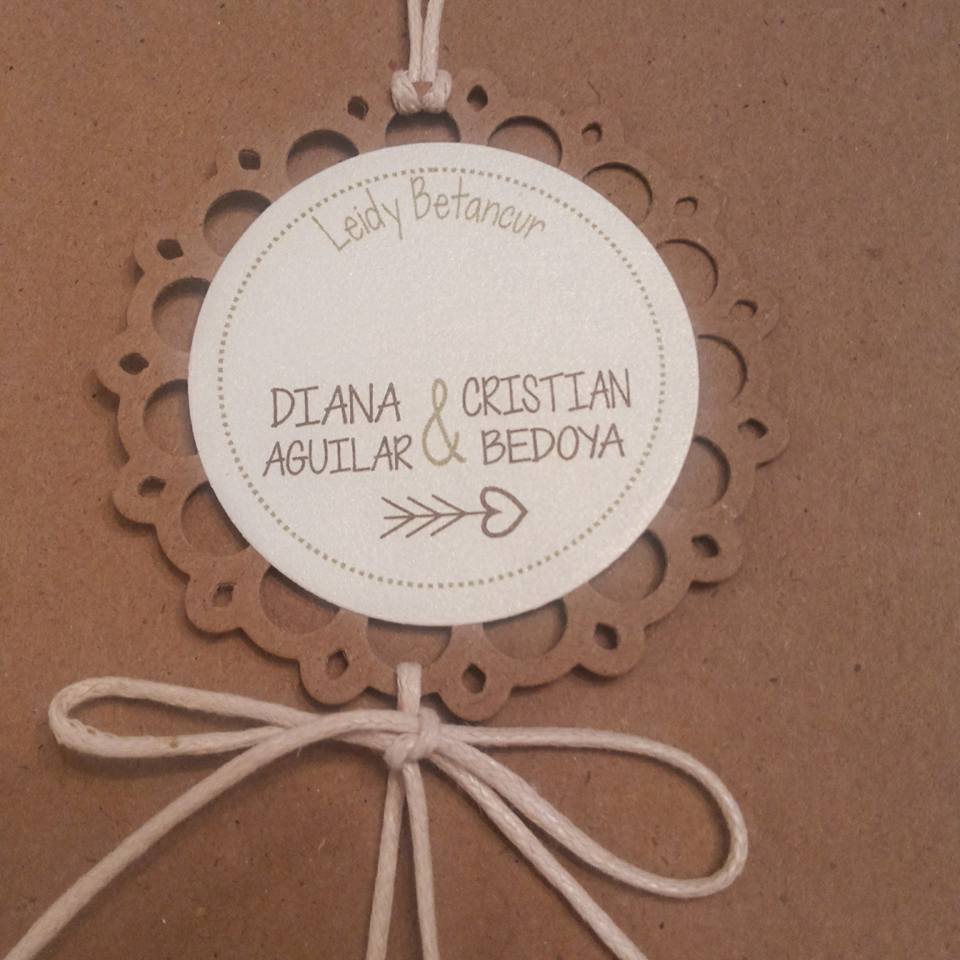 Leidy Betancur
DIANA & CRISTIAN
AGUILAR BEDOYA